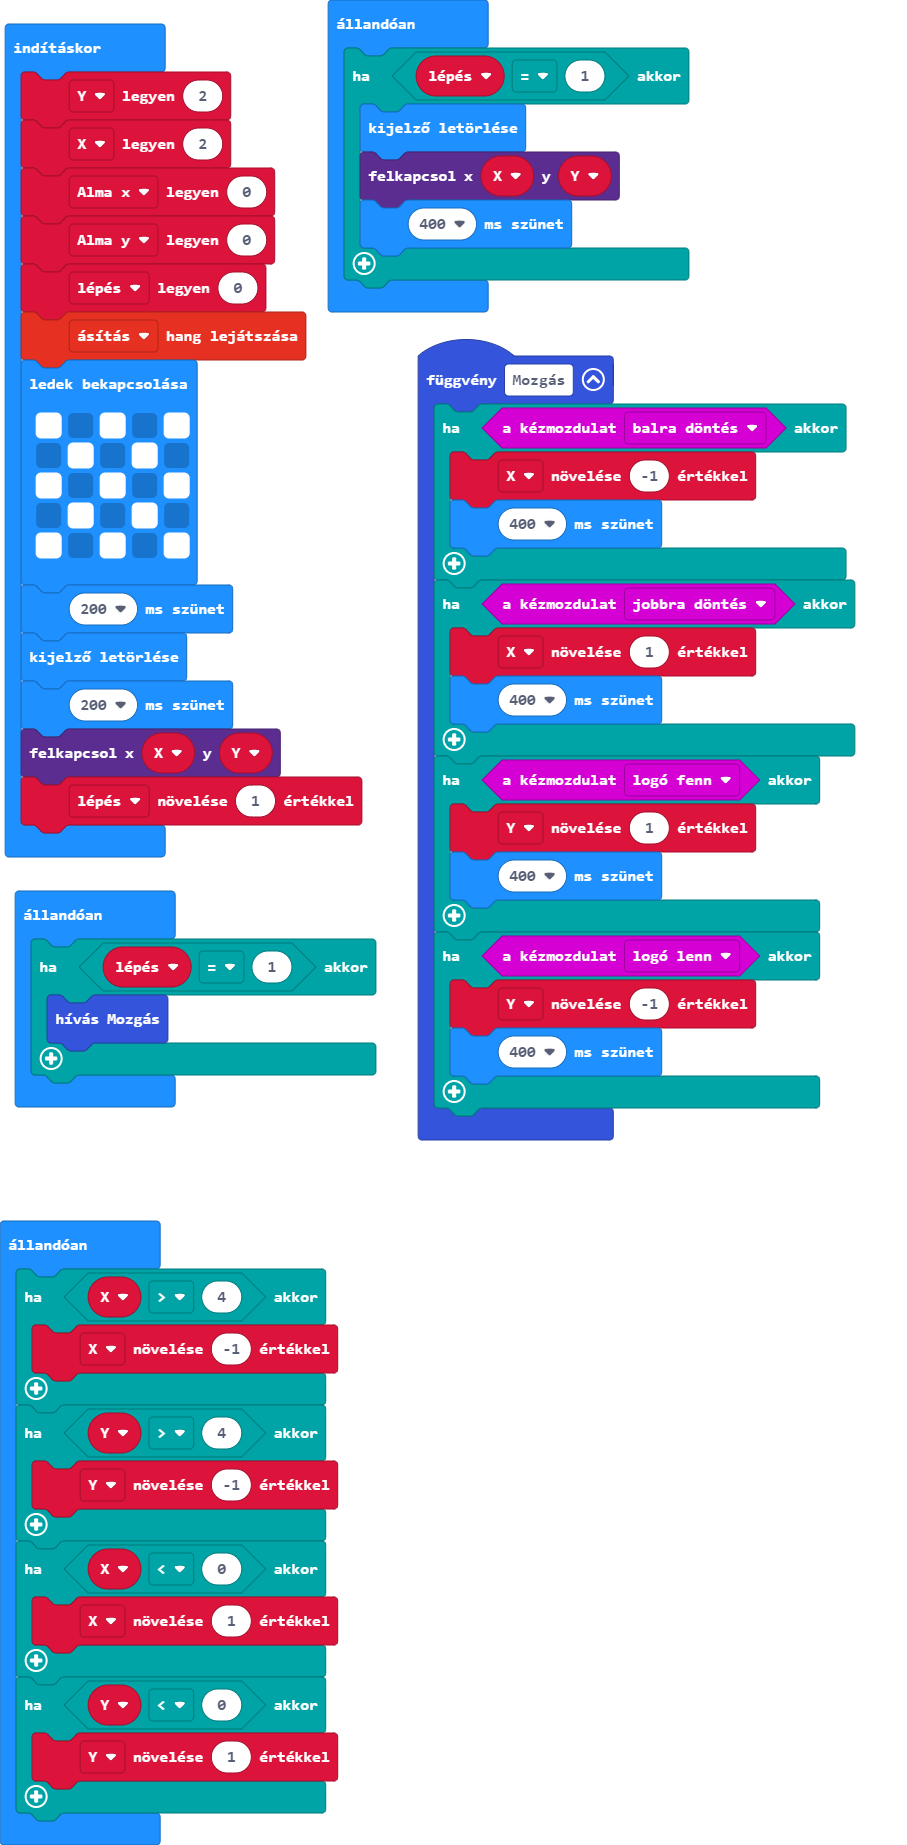 indításkor
Y legyen 2
X legyen 2
Alma x legyen 0
Alma y legyen 0
lépés legyen 0
ásítás hang lejátszása
ledek bekapcsolása
200 ms szünet
kijelző letörlése
200 ms szünet
felkapcsol x X y Y
lépés növelése 1 értékkel
állandóan
ha lépés = 1 akkor
kijelző letörlése
felkapcsol x X y Y
400 ms szünet
függvény Mozgás
ha a kézmozdulat balra döntés akkor
X növelése -1 értékkel
400 ms szünet
ha a kézmozdulat jobbra döntés akkor
X növelése 1 értékkel
400 ms szünet
ha a kézmozdulat logó fenn akkor
Y növelése 1 értékkel
400 ms szünet
ha a kézmozdulat logó lenn akkor
Y növelése -1 értékkel
400 ms szünet
állandóan
ha lépés = 1 akkor
hívás Mozgás
állandóan
ha X > 4 akkor
X növelése -1 értékkel
ha Y > 4 akkor
Y növelése -1 értékkel
ha X < 0 akkor
X növelése 1 értékkel
ha Y < 0 akkor
Y növelése 1 értékkel